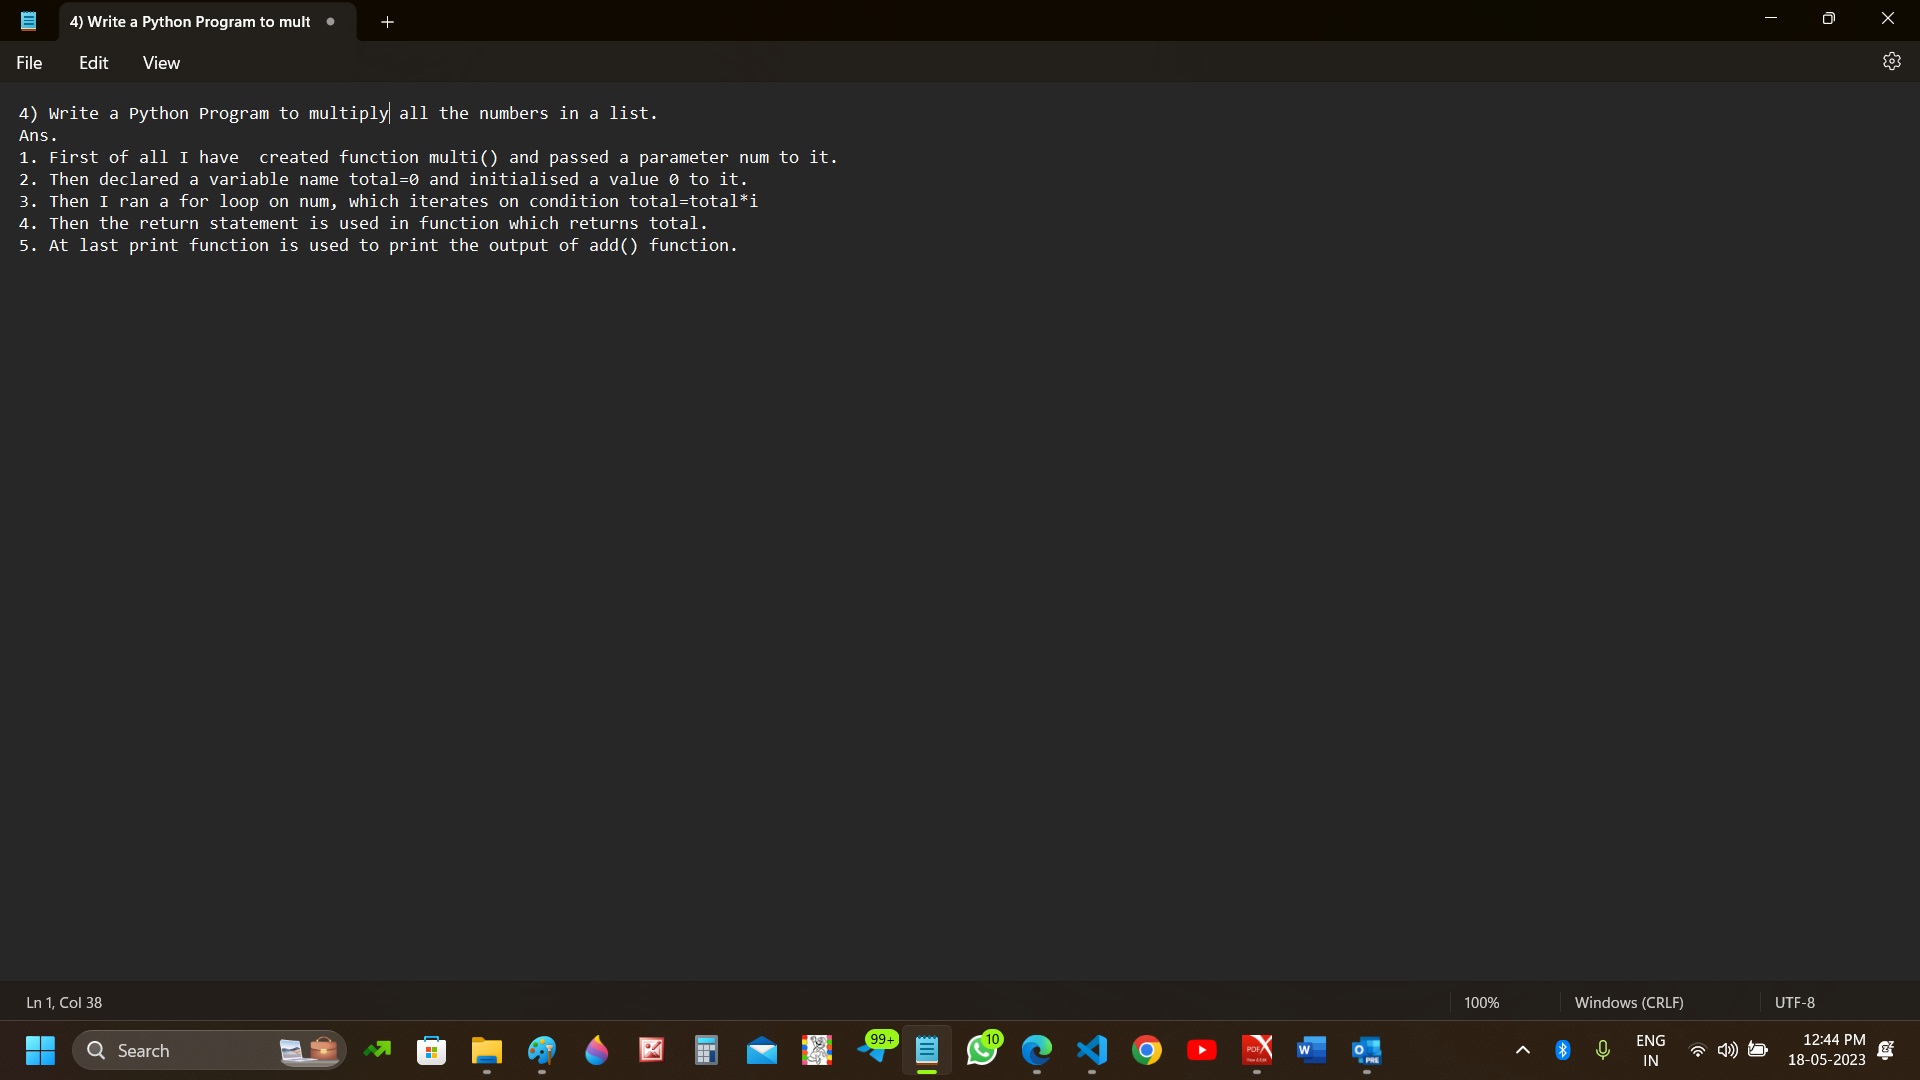 4) Write a Python Program to mult
File Edit View
4) Write a Python Program to multiply all the numbers in a list.
Ans.
1. First of all I have  created function multi() and passed a parameter num to it.
2. Then declared a variable name total=0 and initialised a value 0 to it.
3. Then I ran a for loop on num, which iterates on condition total=total*i
4. Then the return statement is used in function which returns total.
5. At last print function is used to print the output of add() function.
Ln 1, Col 38 100% Windows (CRLF) UTF-8
Search 99+ 10 PDF W PRE ENG 12:44 PM
IN 18-05-2023